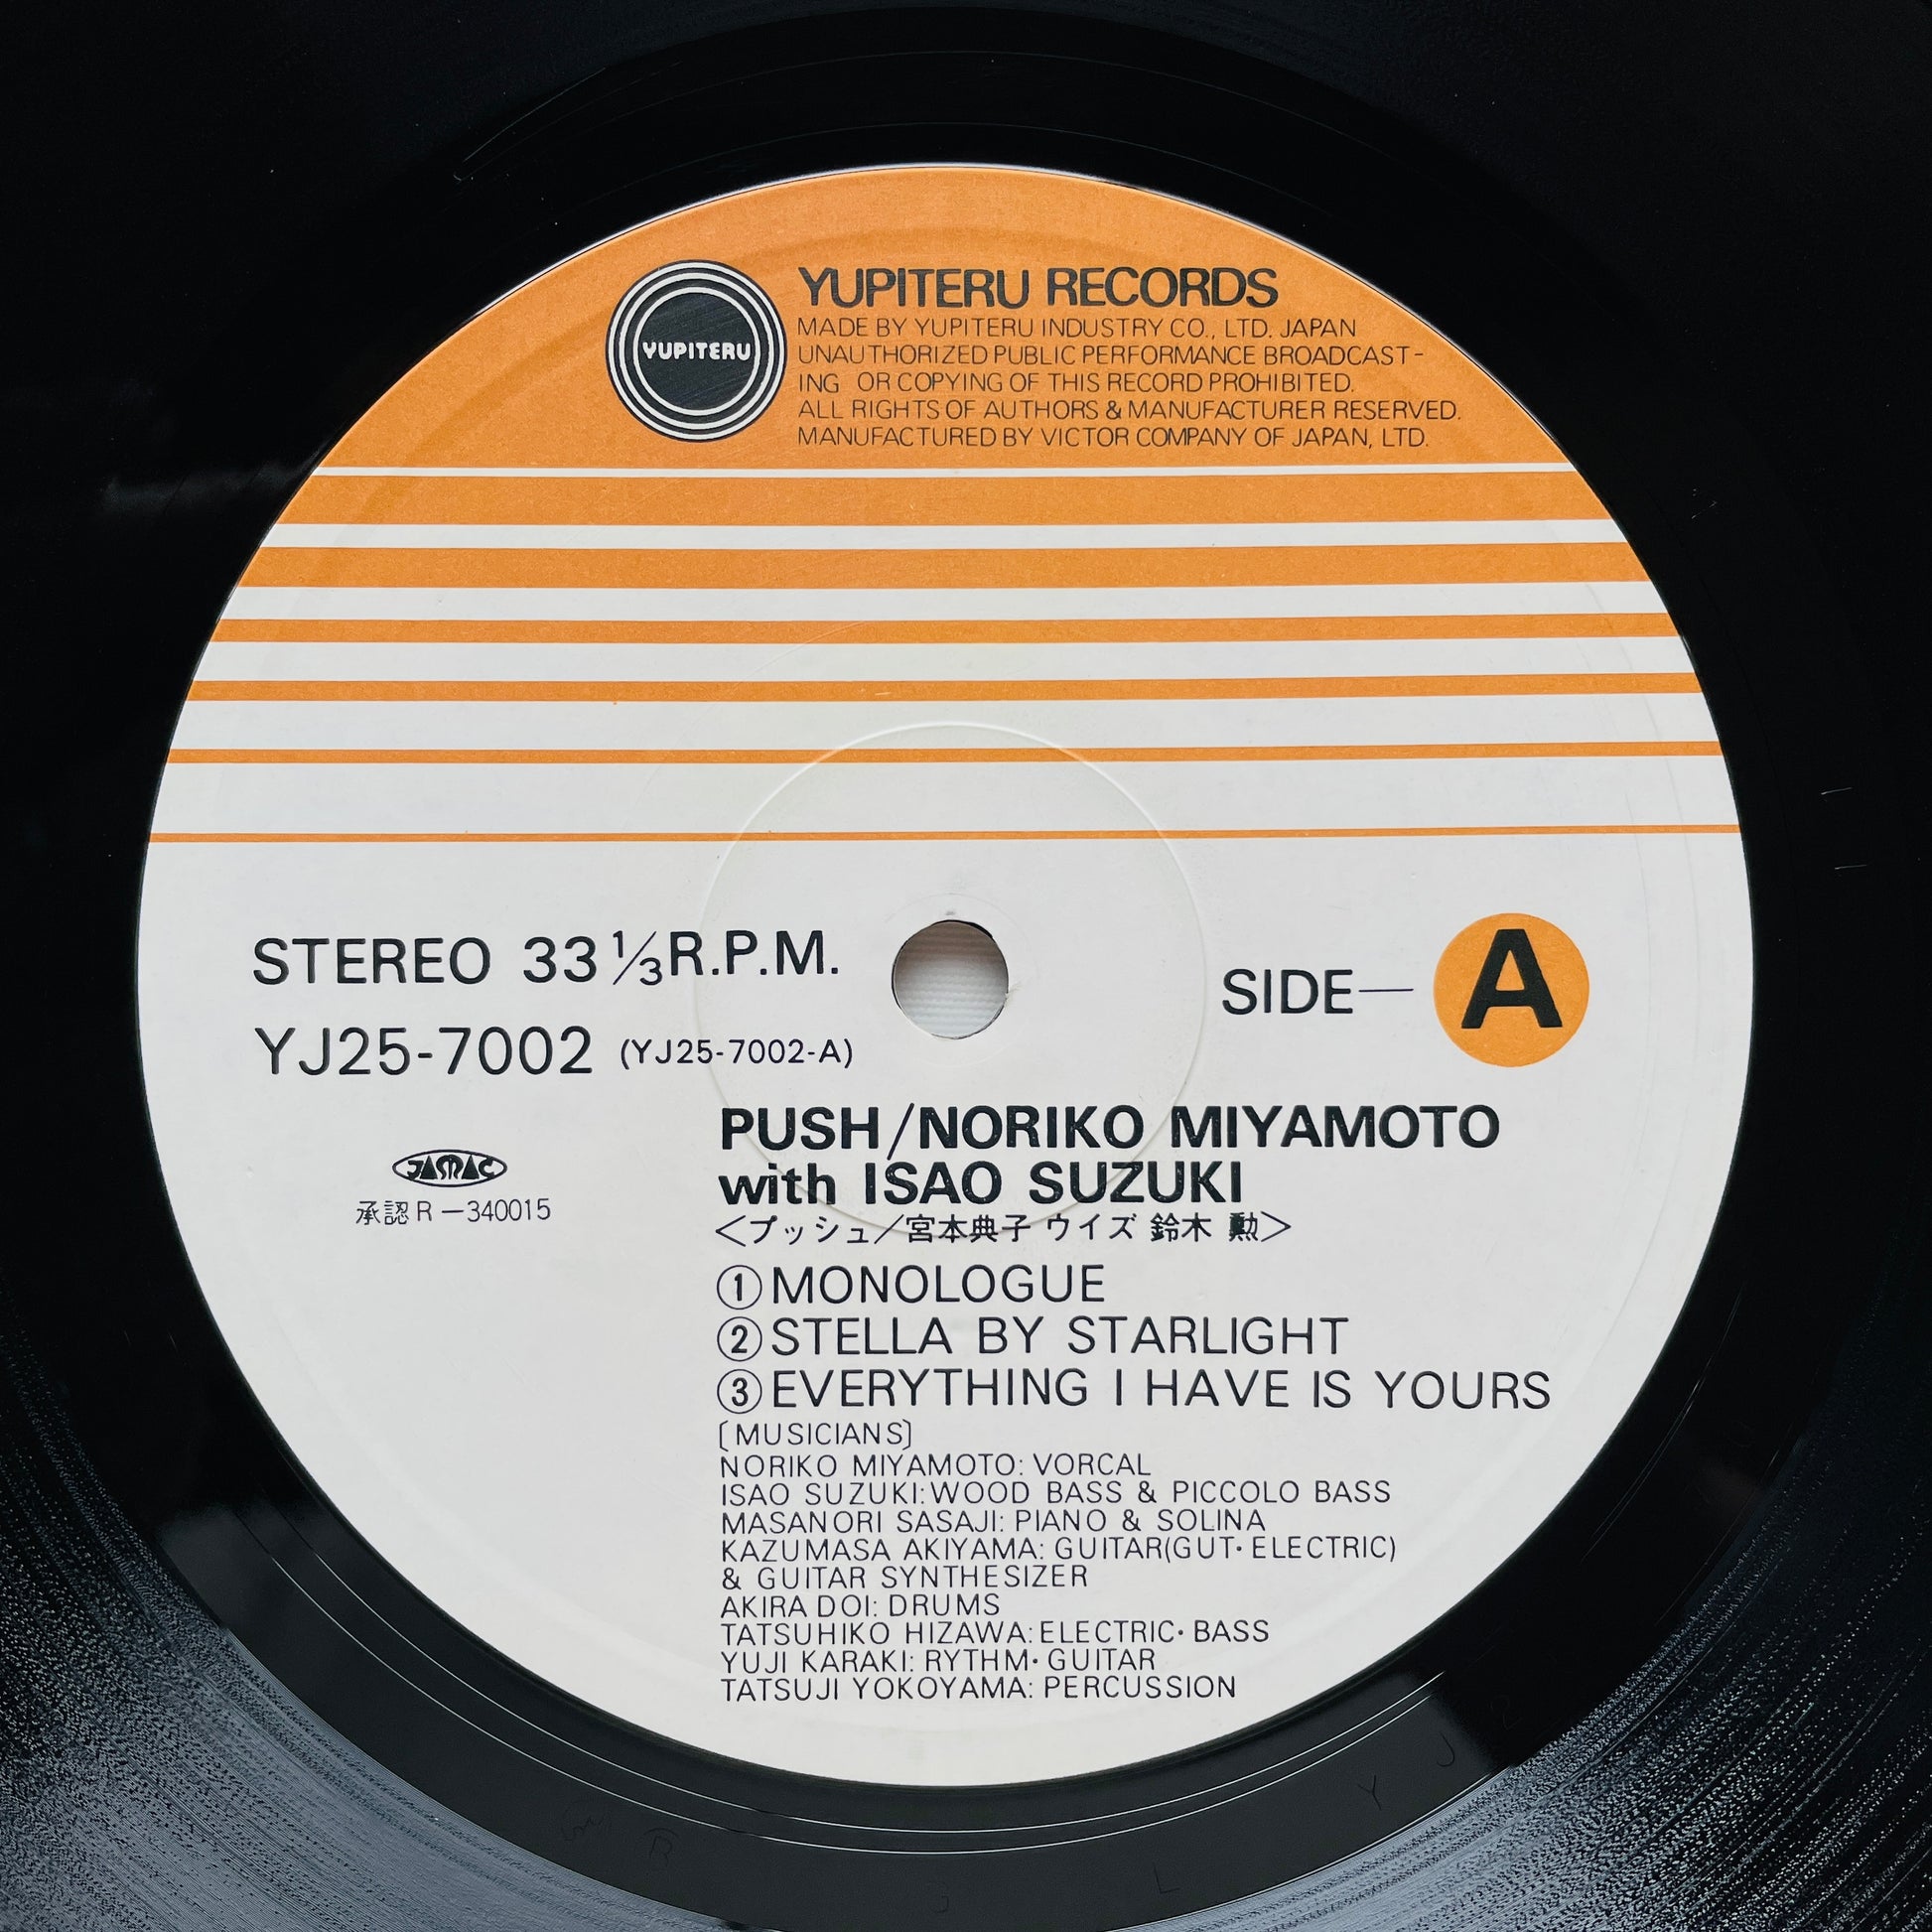 YUPITERU
YUPITERU RECORDS
MADE BY YUPITERU INDUSTRY CO., LTD. JAPAN
UNAUTHORIZED PUBLIC PERFORMANCE BROADCAST-
ING OR COPYING OF THIS RECORD PROHIBITED.
ALL RIGHTS OF AUTHORS & MANUFACTURER RESERVED.
MANUFACTURED BY VICTOR COMPANY OF JAPAN, LTD.
STEREO 33 1/3 R.P.M.
SIDE—A
YJ25-7002 (YJ25-7002-A)
JASRAC
承認 R-340015
PUSH/NORIKO MIYAMOTO
with ISAO SUZUKI
<プッシュ/宮本典子 ウイズ 鈴木 勲>
①MONOLOGUE
②STELLA BY STARLIGHT
③EVERYTHING I HAVE IS YOURS
[MUSICIANS]
NORIKO MIYAMOTO: VORCAL
ISAO SUZUKI: WOOD BASS & PICCOLO BASS
MASANORI SASAJI: PIANO & SOLINA
KAZUMASA AKIYAMA: GUITAR(GUT・ELECTRIC)
& GUITAR SYNTHESIZER
AKIRA DOI: DRUMS
TATSUHIKO HIZAWA: ELECTRIC・BASS
YUJI KARAKI: RYTHM・GUITAR
TATSUJI YOKOYAMA: PERCUSSION